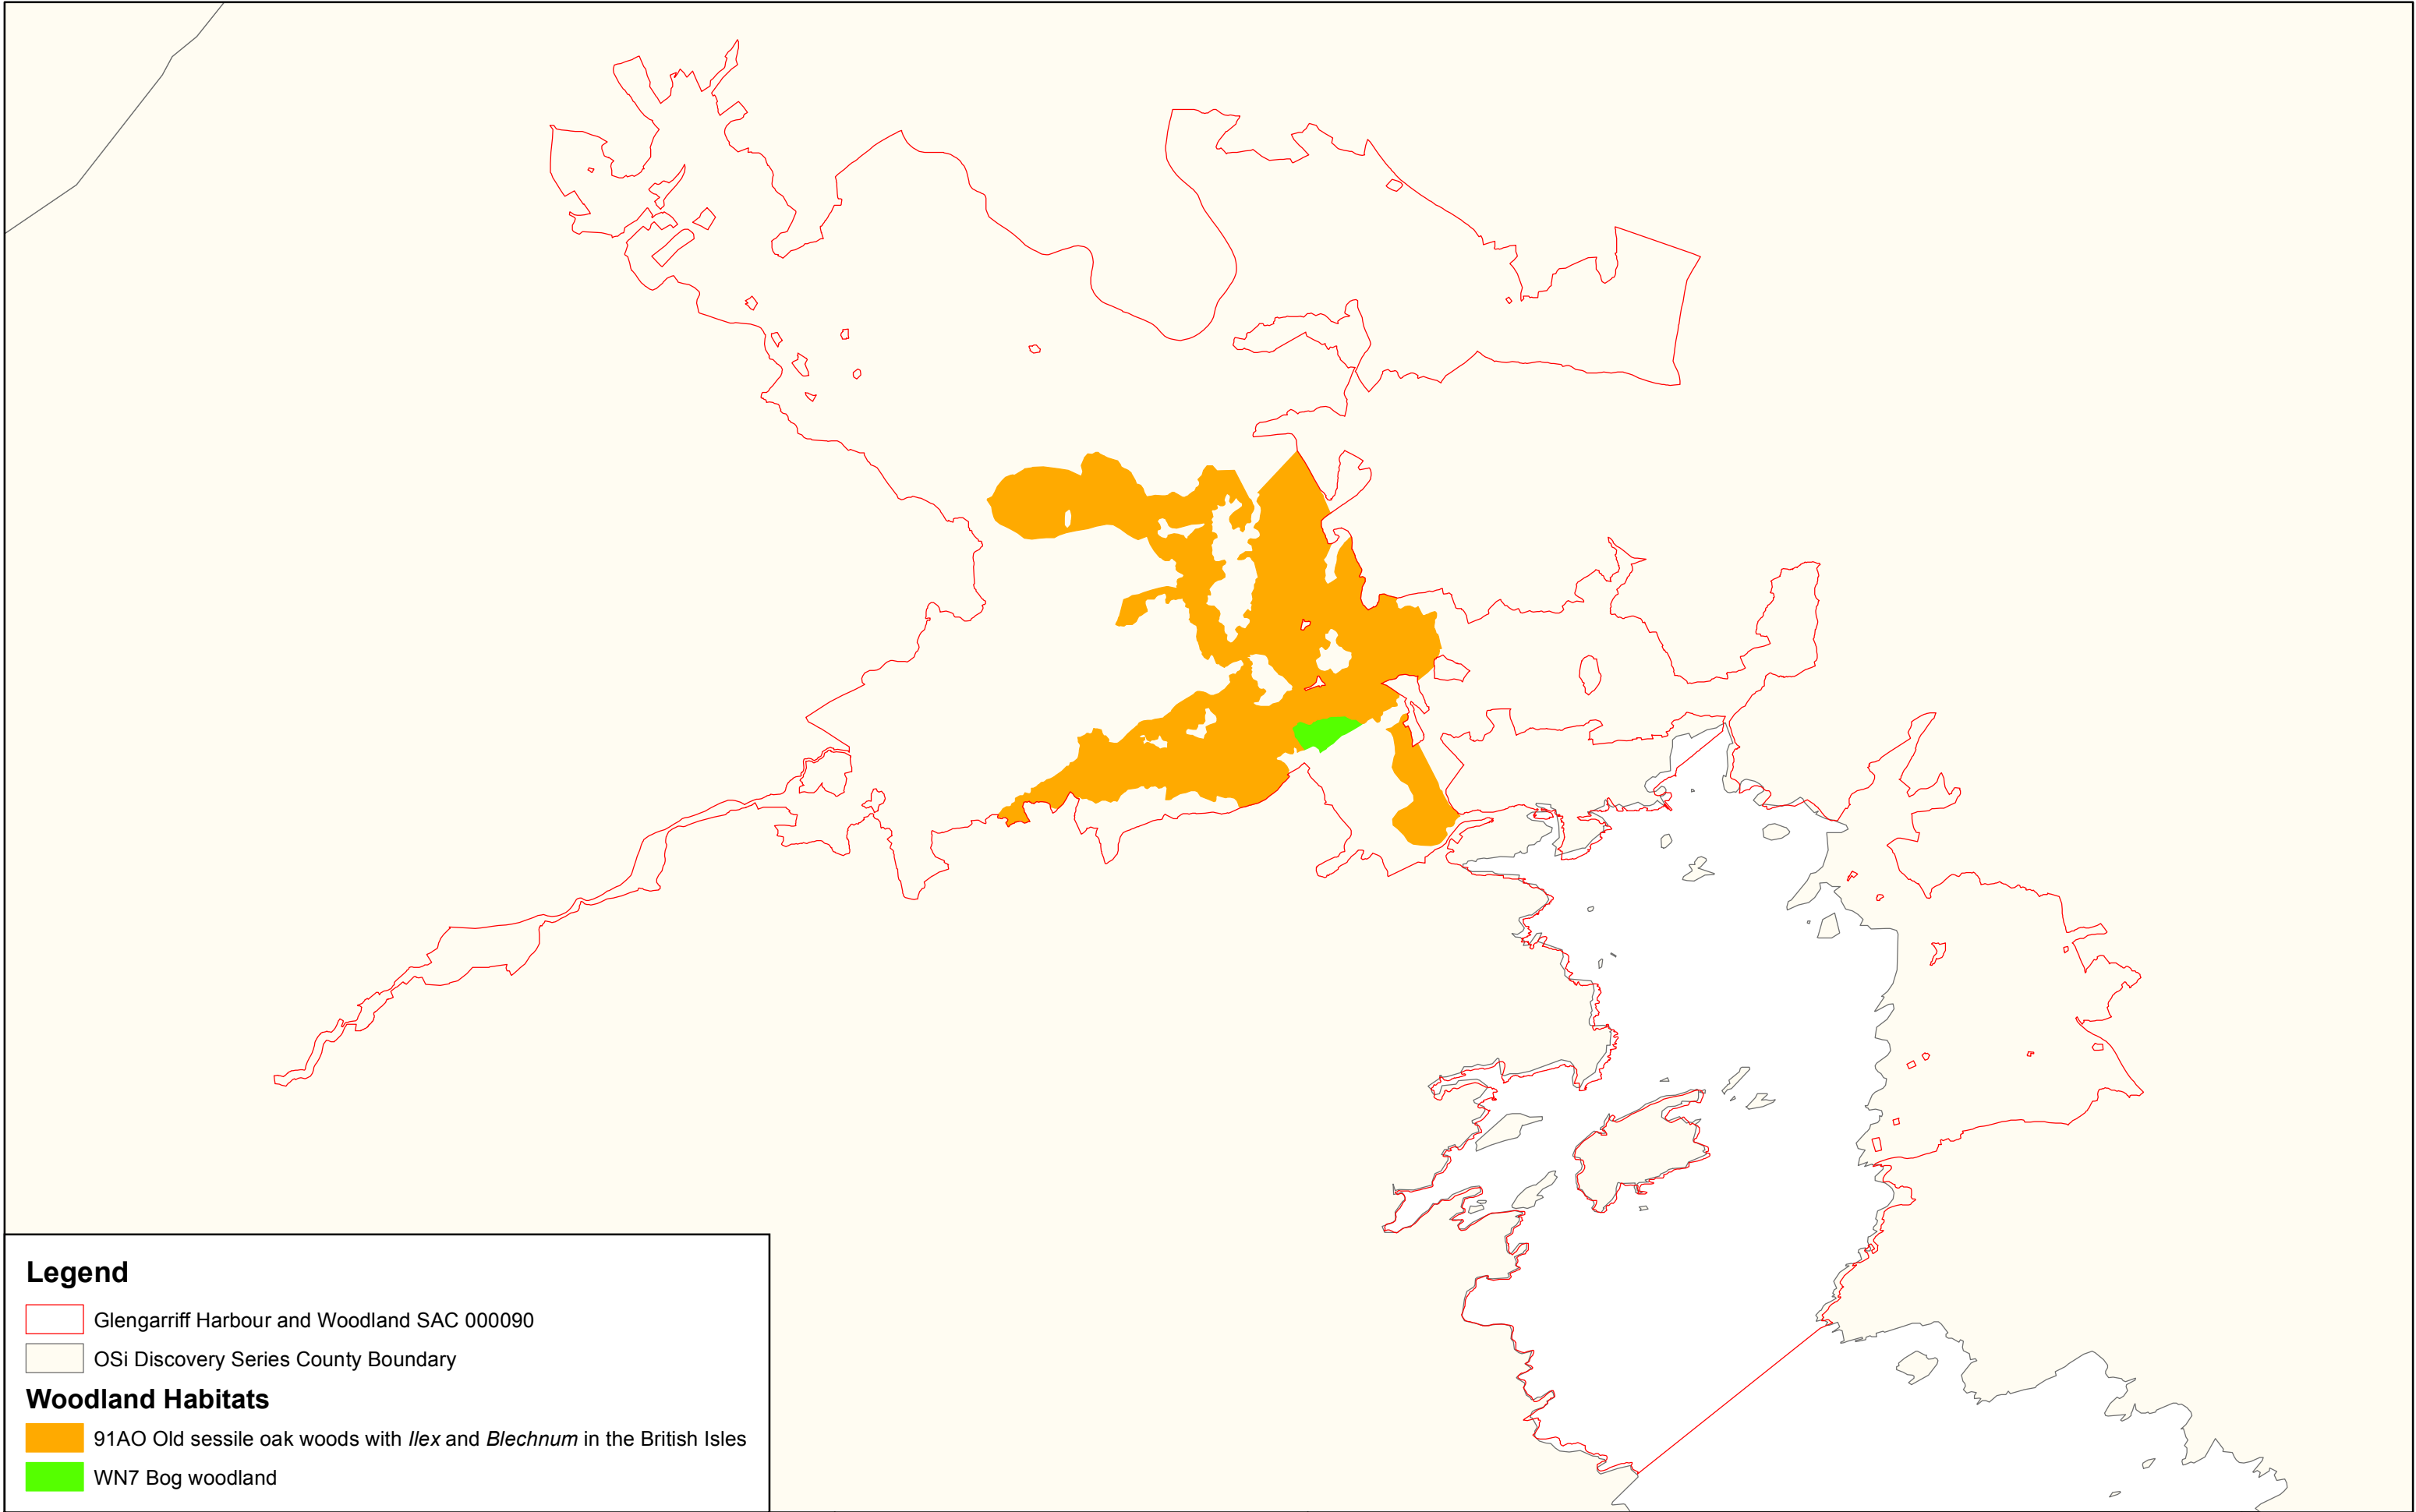 Legend
Glengarriff Harbour and Woodland SAC 000090
OSi Discovery Series County Boundary
Woodland Habitats
91AO Old sessile oak woods with Ilex and Blechnum in the British Isles
WN7 Bog woodland